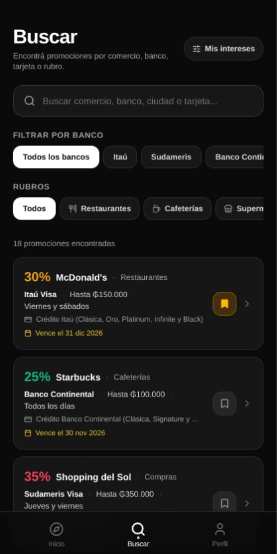 Buscar
Encontrá promociones por comercio, banco,
tarjeta o rubro.
Mis intereses
Buscar comercio, banco, ciudad o tarjeta...
FILTRAR POR BANCO
Todos los bancos Itaú Sudameris Banco Contin
RUBROS
Todos Restaurantes Cafeterías Superm
18 promociones encontradas
30% McDonald's · Restaurantes
Itaú Visa · Hasta ₲150.000 ·
Viernes y sábados
Crédito Itaú (Clásica, Oro, Platinum, Infinite y Black)
Vence el 31 dic 2026
25% Starbucks · Cafeterías
Banco Continental · Hasta ₲100.000 ·
Todos los días
Crédito Banco Continental (Clásica, Signature y ...
Vence el 30 nov 2026
35% Shopping del Sol · Compras
Sudameris Visa · Hasta ₲350.000 ·
Jueves y viernes
Inicio Buscar Perfil